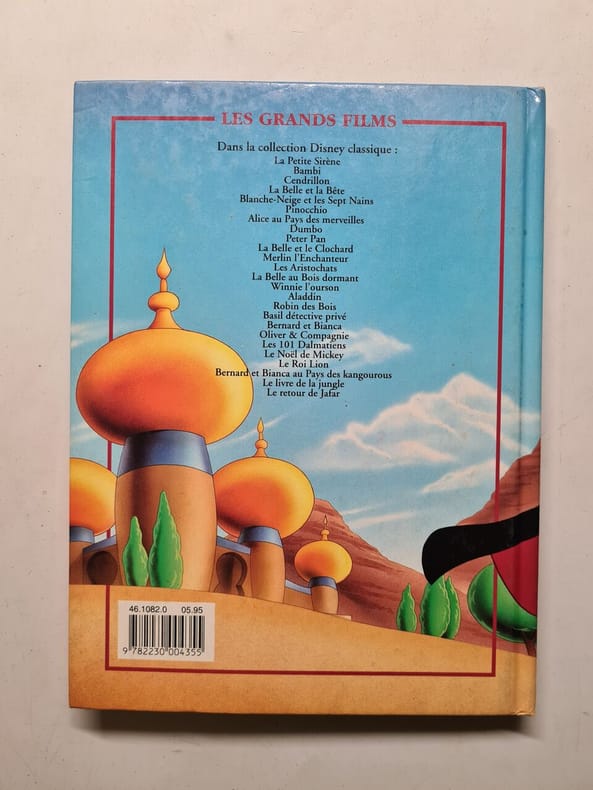 LES GRANDS FILMS
Dans la collection Disney classique :
La Petite Sirène
Bambi
Cendrillon
La Belle et la Bête
Blanche-Neige et les Sept Nains
Pinocchio
Alice au Pays des merveilles
Dumbo
Peter Pan
La Belle et le Clochard
Merlin l'Enchanteur
Les Aristochats
La Belle au Bois dormant
Winnie l'ourson
Aladdin
Robin des Bois
Basil détective privé
Bernard et Bianca
Oliver & Compagnie
Les 101 Dalmatiens
Le Noël de Mickey
Le Roi Lion
Bernard et Bianca au Pays des kangourous
Le livre de la jungle
Le retour de Jafar
46.1082.0 05.95
9 782230 004355